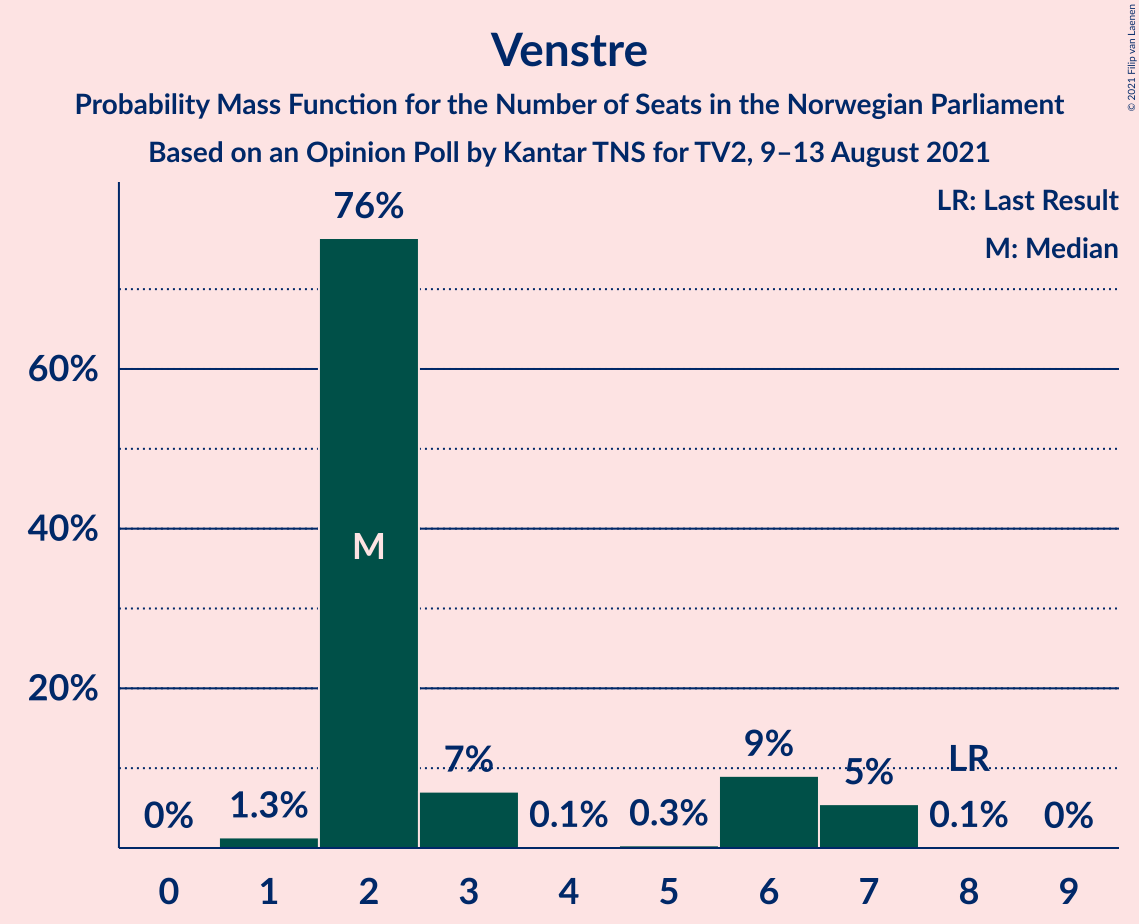 Venstre
Probability Mass Function for the Number of Seats in the Norwegian Parliament
Based on an Opinion Poll by Kantar TNS for TV2, 9–13 August 2021
© 2021 Filip van Laenen
LR: Last Result
M: Median
60%
40%
20%
0%
1.3%
76%
M
7%
0.1%
0.3%
9%
5%
LR
0.1%
0%
0 1 2 3 4 5 6 7 8 9